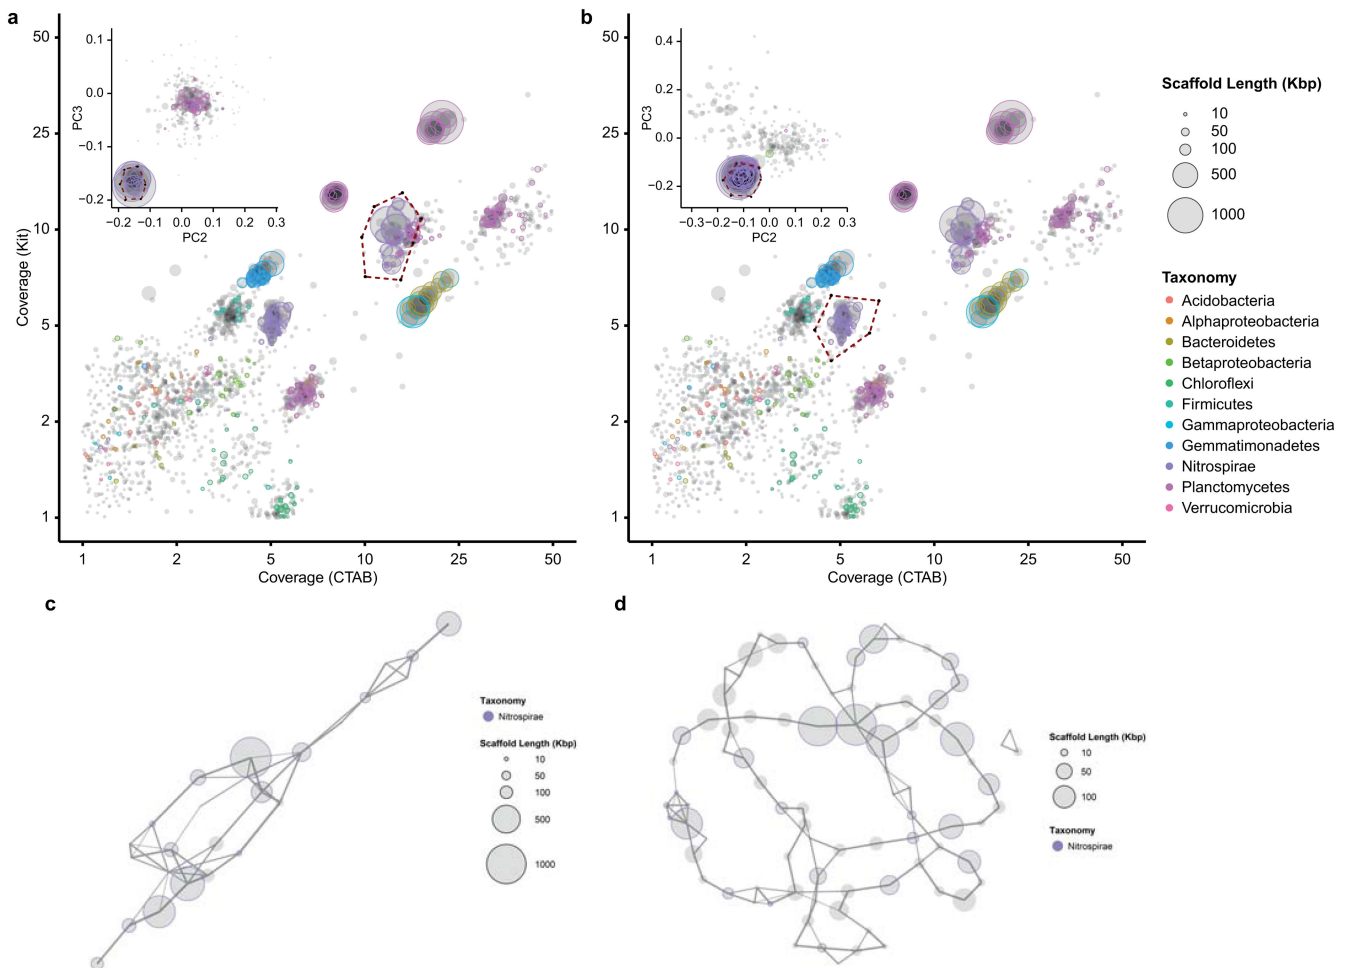 a
50
25
10
5
2
1
Coverage (Kit)
1
2
5
10
25
50
Coverage (CTAB)
0.1
0.0
−0.1
−0.2
PC3
−0.2
−0.1
0.0
0.1
0.2
0.3
PC2
b
50
25
10
5
2
1
1
2
5
10
25
50
Coverage (CTAB)
0.4
0.2
0.0
−0.2
PC3
−0.3
−0.2
−0.1
0.0
0.1
0.2
0.3
PC2
Scaffold Length (Kbp)
10
50
100
500
1000
Taxonomy
Acidobacteria
Alphaproteobacteria
Bacteroidetes
Betaproteobacteria
Chloroflexi
Firmicutes
Gammaproteobacteria
Gemmatimonadetes
Nitrospirae
Planctomycetes
Verrucomicrobia
c
Taxonomy
Nitrospirae
Scaffold Length (Kbp)
10
50
100
500
1000
d
Scaffold Length (Kbp)
10
50
100
Taxonomy
Nitrospirae